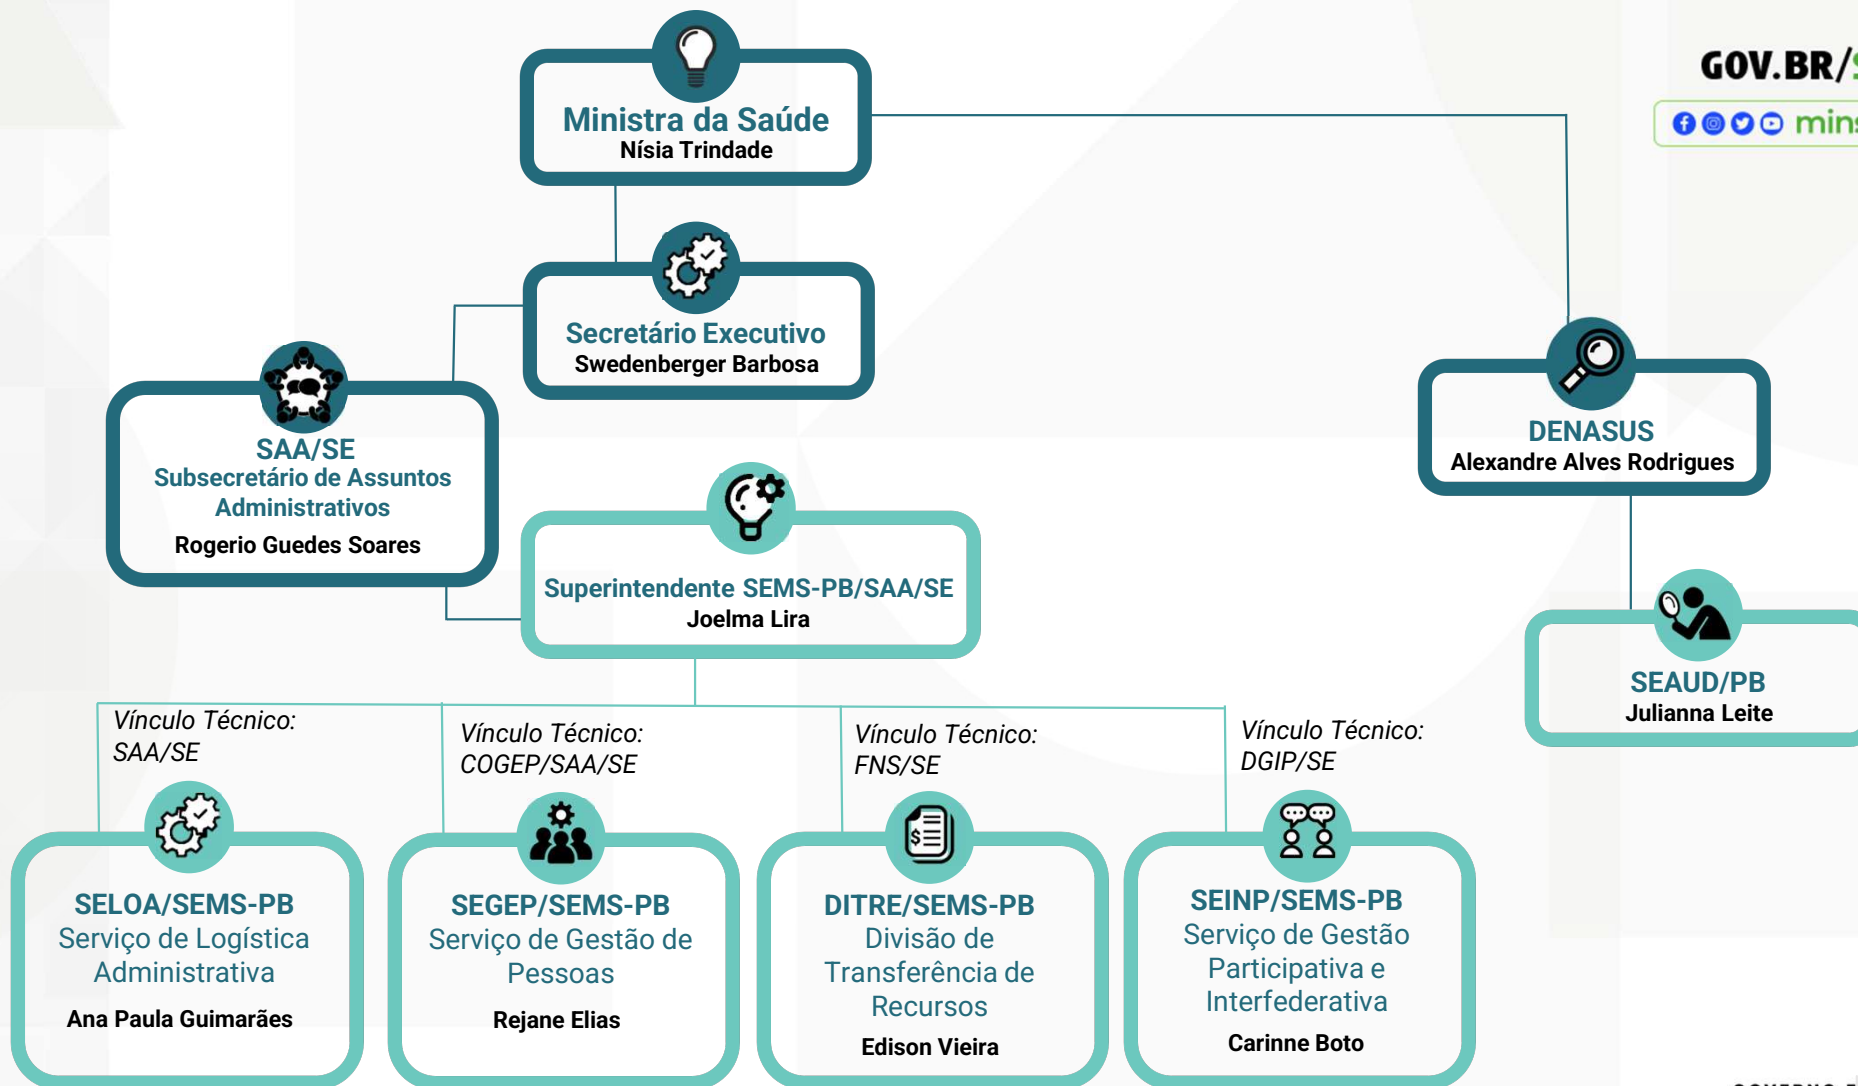 GOV.BR/
Ministra da Saúde
Nísia Trindade
Secretário Executivo
Swedenberger Barbosa
SAA/SE
Subsecretário de Assuntos
Administrativos
Rogerio Guedes Soares
DENASUS
Alexandre Alves Rodrigues
Superintendente SEMS-PB/SAA/SE
Joelma Lira
SEAUD/PB
Julianna Leite
Vínculo Técnico:
SAA/SE
Vínculo Técnico:
COGEP/SAA/SE
Vínculo Técnico:
FNS/SE
Vínculo Técnico:
DGIP/SE
SELOA/SEMS-PB
Serviço de Logística
Administrativa
Ana Paula Guimarães
SEGEP/SEMS-PB
Serviço de Gestão de
Pessoas
Rejane Elias
DITRE/SEMS-PB
Divisão de
Transferência de
Recursos
Edison Vieira
SEINP/SEMS-PB
Serviço de Gestão
Participativa e
Interfederativa
Carinne Boto